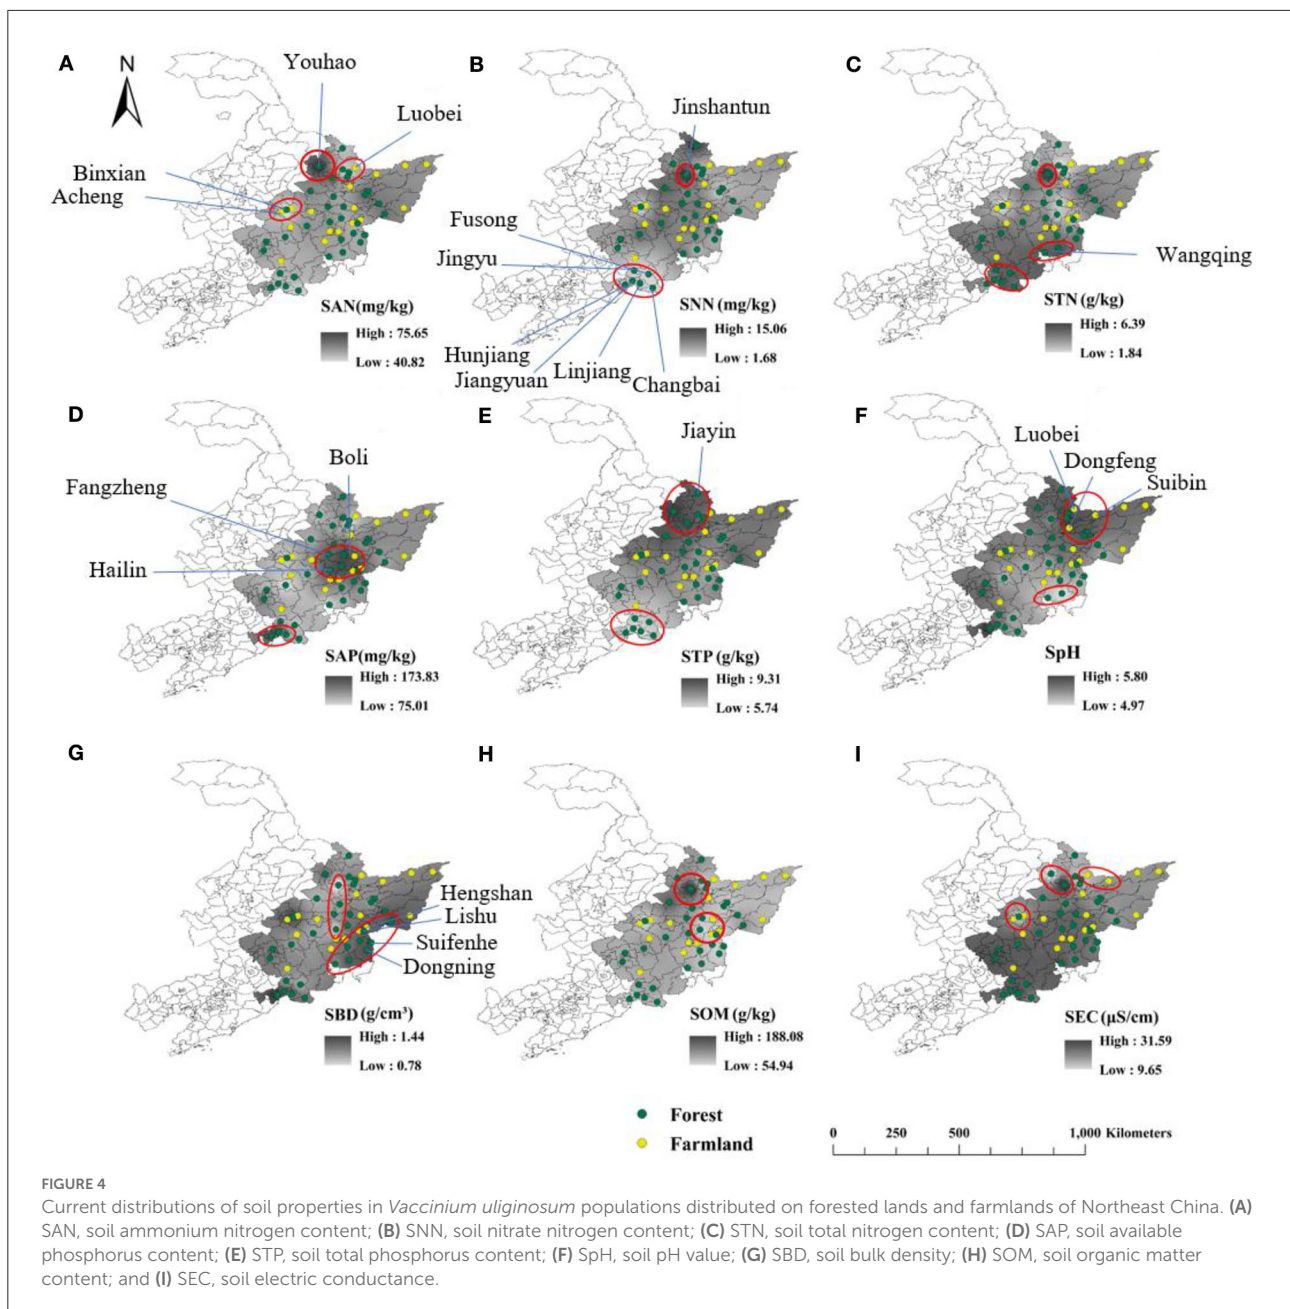 A
N
Youhao
Luobei
Binxian
Acheng
SAN(mg/kg)
High : 75.65
Low : 40.82
B
Jinshantun
Fusong
Jingyu
Hunjiang
Jiangyuan
Linjiang
Changbai
SNN (mg/kg)
High : 15.06
Low : 1.68
C
Wangqing
STN (g/kg)
High : 6.39
Low : 1.84
D
Boli
Fangzheng
Hailin
SAP(mg/kg)
High : 173.83
Low : 75.01
E
Jiayin
STP (g/kg)
High : 9.31
Low : 5.74
F
Luobei
Dongfeng
Suibin
SpH
High : 5.80
Low : 4.97
G
Hengshan
Lishu
Suifenhe
Dongning
SBD (g/cm³)
High : 1.44
Low : 0.78
H
SOM (g/kg)
High : 188.08
Low : 54.94
I
SEC (μS/cm)
High : 31.59
Low : 9.65
Forest
Farmland
0 250 500 1,000 Kilometers
FIGURE 4
Current distributions of soil properties in Vaccinium uliginosum populations distributed on forested lands and farmlands of Northeast China. (A)
SAN, soil ammonium nitrogen content; (B) SNN, soil nitrate nitrogen content; (C) STN, soil total nitrogen content; (D) SAP, soil available
phosphorus content; (E) STP, soil total phosphorus content; (F) SpH, soil pH value; (G) SBD, soil bulk density; (H) SOM, soil organic matter
content; and (I) SEC, soil electric conductance.